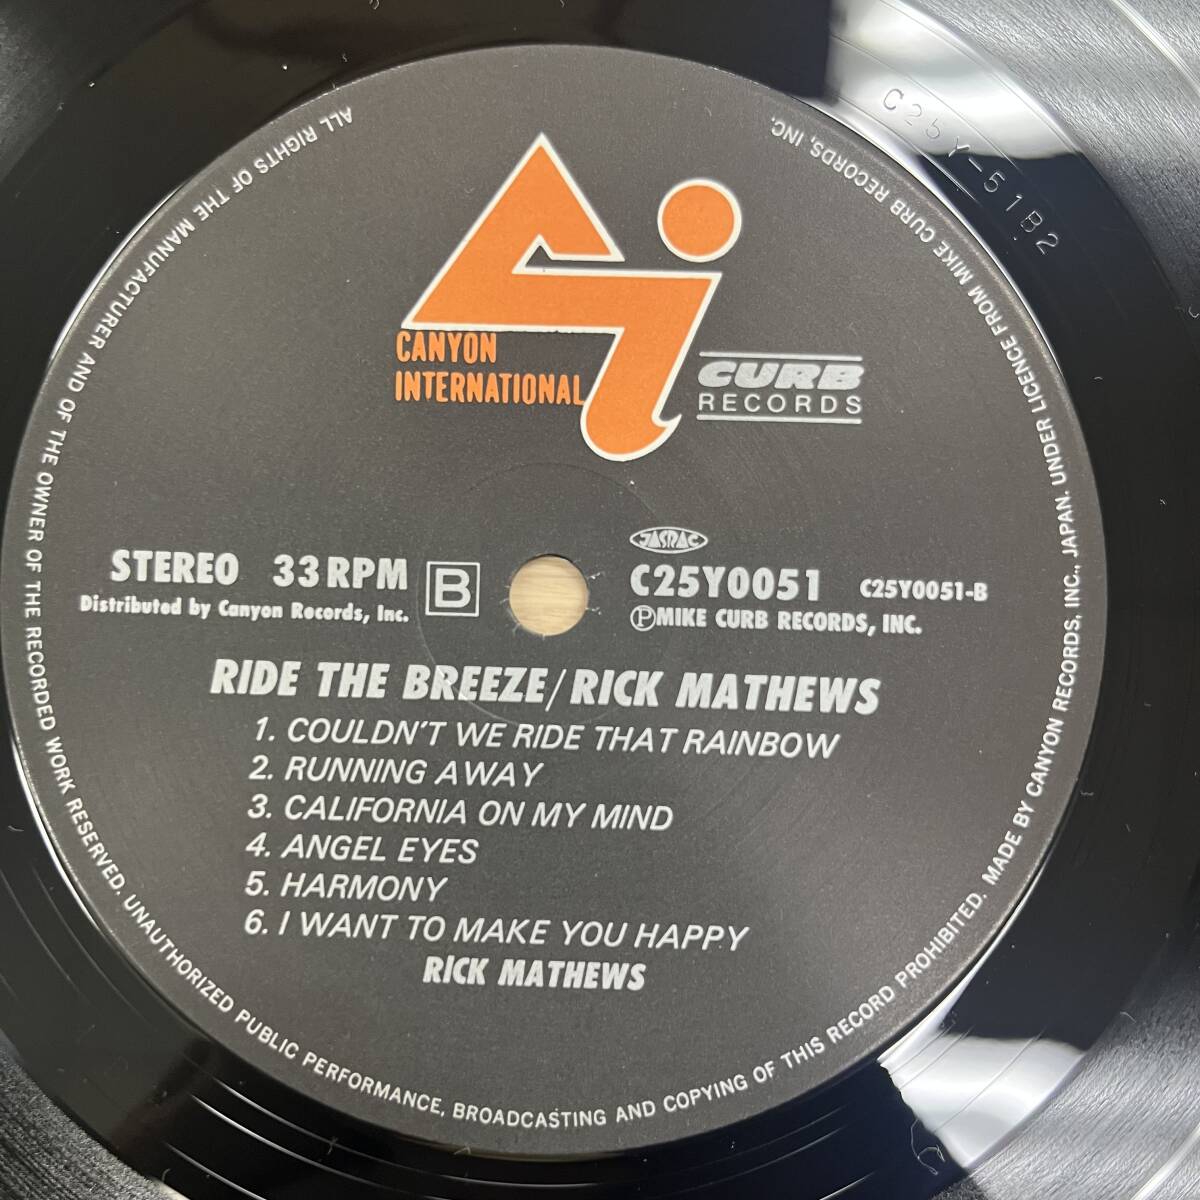 C25Y-51B2
CANYON
INTERNATIONAL
CURB
RECORDS
JASRAC
STEREO 33RPM B
Distributed by Canyon Records, Inc.
C25Y0051 C25Y0051-B
ⓅMIKE CURB RECORDS, INC.
RIDE THE BREEZE/RICK MATHEWS
1. COULDN'T WE RIDE THAT RAINBOW
2. RUNNING AWAY
3. CALIFORNIA ON MY MIND
4. ANGEL EYES
5. HARMONY
6. I WANT TO MAKE YOU HAPPY
RICK MATHEWS
ALL RIGHTS OF THE MANUFACTURER AND OF THE OWNER OF THE RECORDED WORK RESERVED. UNAUTHORIZED PUBLIC PERFORMANCE, BROADCASTING AND COPYING OF THIS RECORD PROHIBITED. MADE BY CANYON RECORDS, INC., JAPAN. UNDER LICENCE FROM MIKE CURB RECORDS, INC.